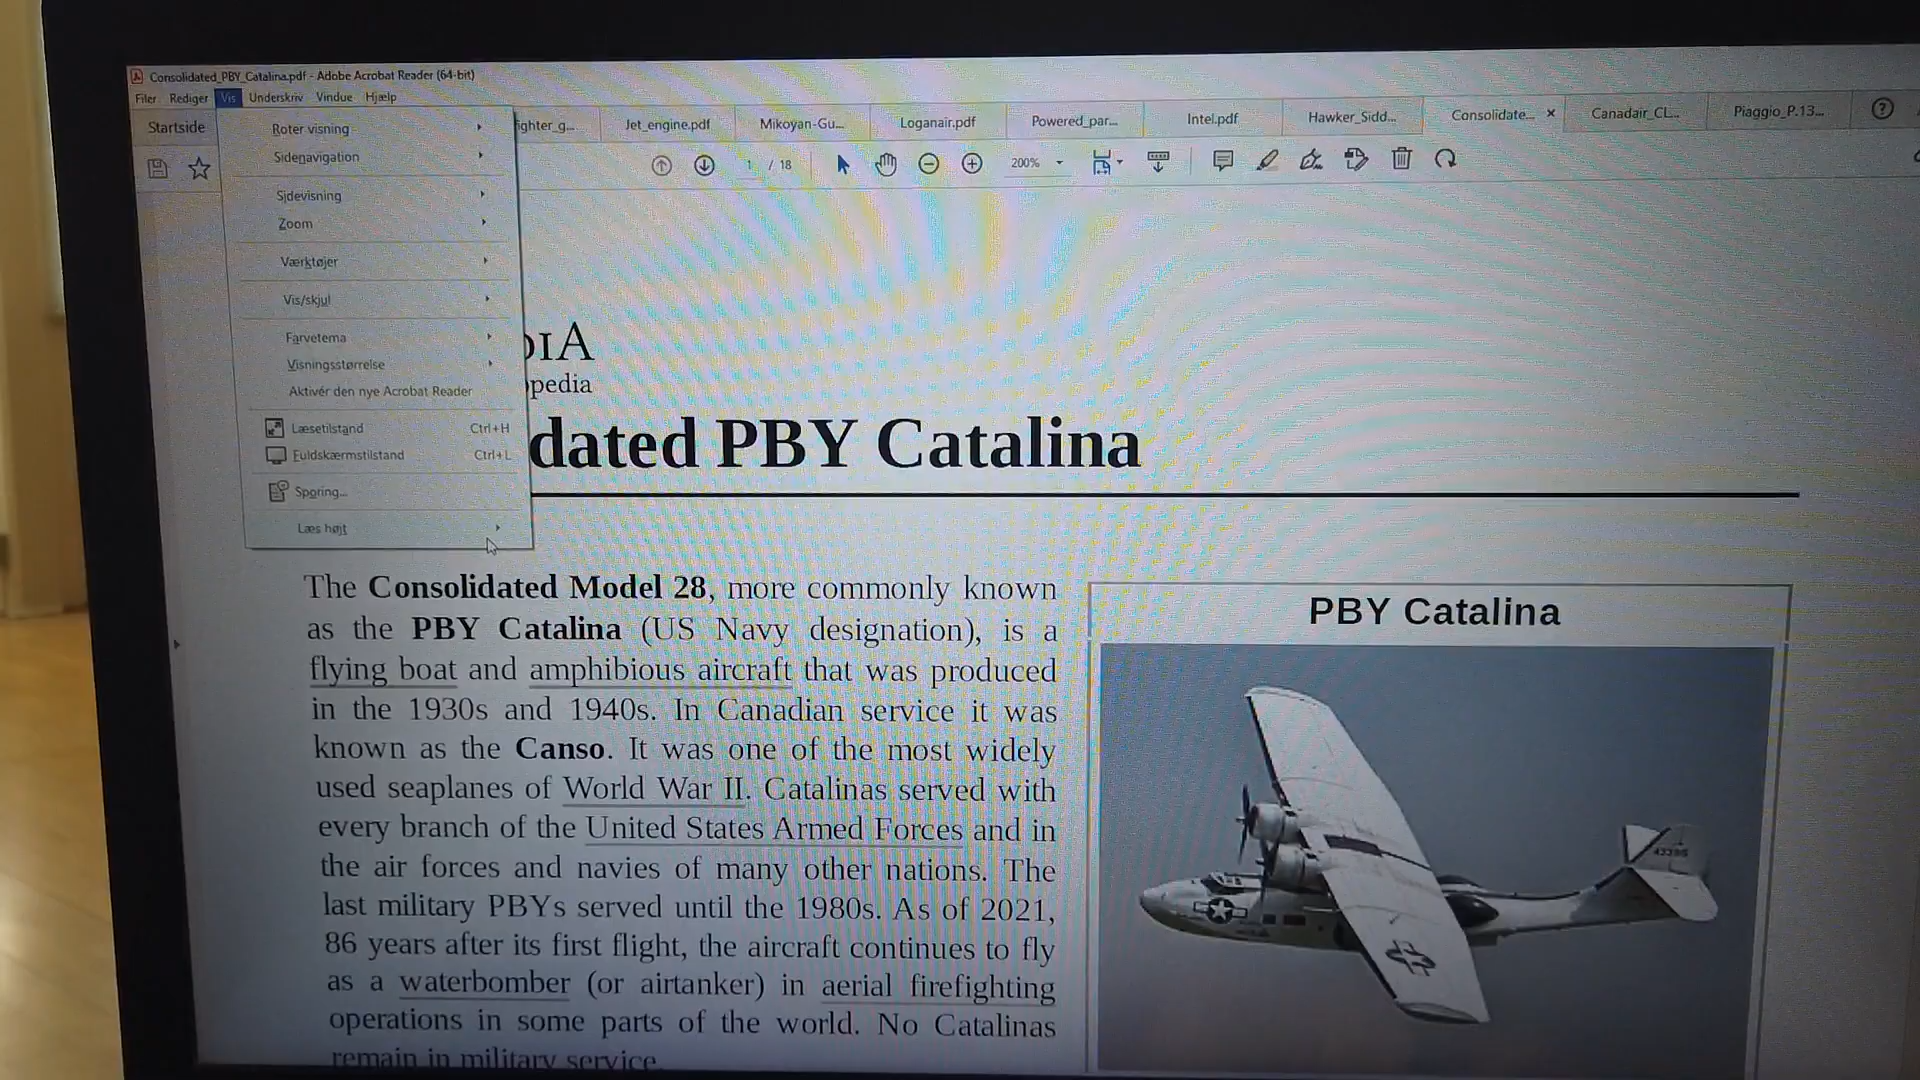 Consolidated_PBY_Catalina.pdf - Adobe Acrobat Reader (64-bit)
Filer Rediger Vis Underskriv Vindue Hjælp
Startside ighter_g... Jet_engine.pdf Mikoyan-Gu... Loganair.pdf Powered_par... Intel.pdf Hawker_Sidd... Consolidate... Canadair_CL... Piaggio_P.13...
1 / 18 200%
Roter visning
Sidenavigation
Sidevisning
Zoom
Værktøjer
Vis/skjul
Farvetema
Visningsstørrelse
Aktivér den nye Acrobat Reader
Læsetilstand Ctrl+H
Fuldskærmstilstand Ctrl+L
Sporing...
Læs højt
DIA
pedia
dated PBY Catalina
The Consolidated Model 28, more commonly known
as the PBY Catalina (US Navy designation), is a
flying boat and amphibious aircraft that was produced
in the 1930s and 1940s. In Canadian service it was
known as the Canso. It was one of the most widely
used seaplanes of World War II. Catalinas served with
every branch of the United States Armed Forces and in
the air forces and navies of many other nations. The
last military PBYs served until the 1980s. As of 2021,
86 years after its first flight, the aircraft continues to fly
as a waterbomber (or airtanker) in aerial firefighting
operations in some parts of the world. No Catalinas
remain in military service.
PBY Catalina